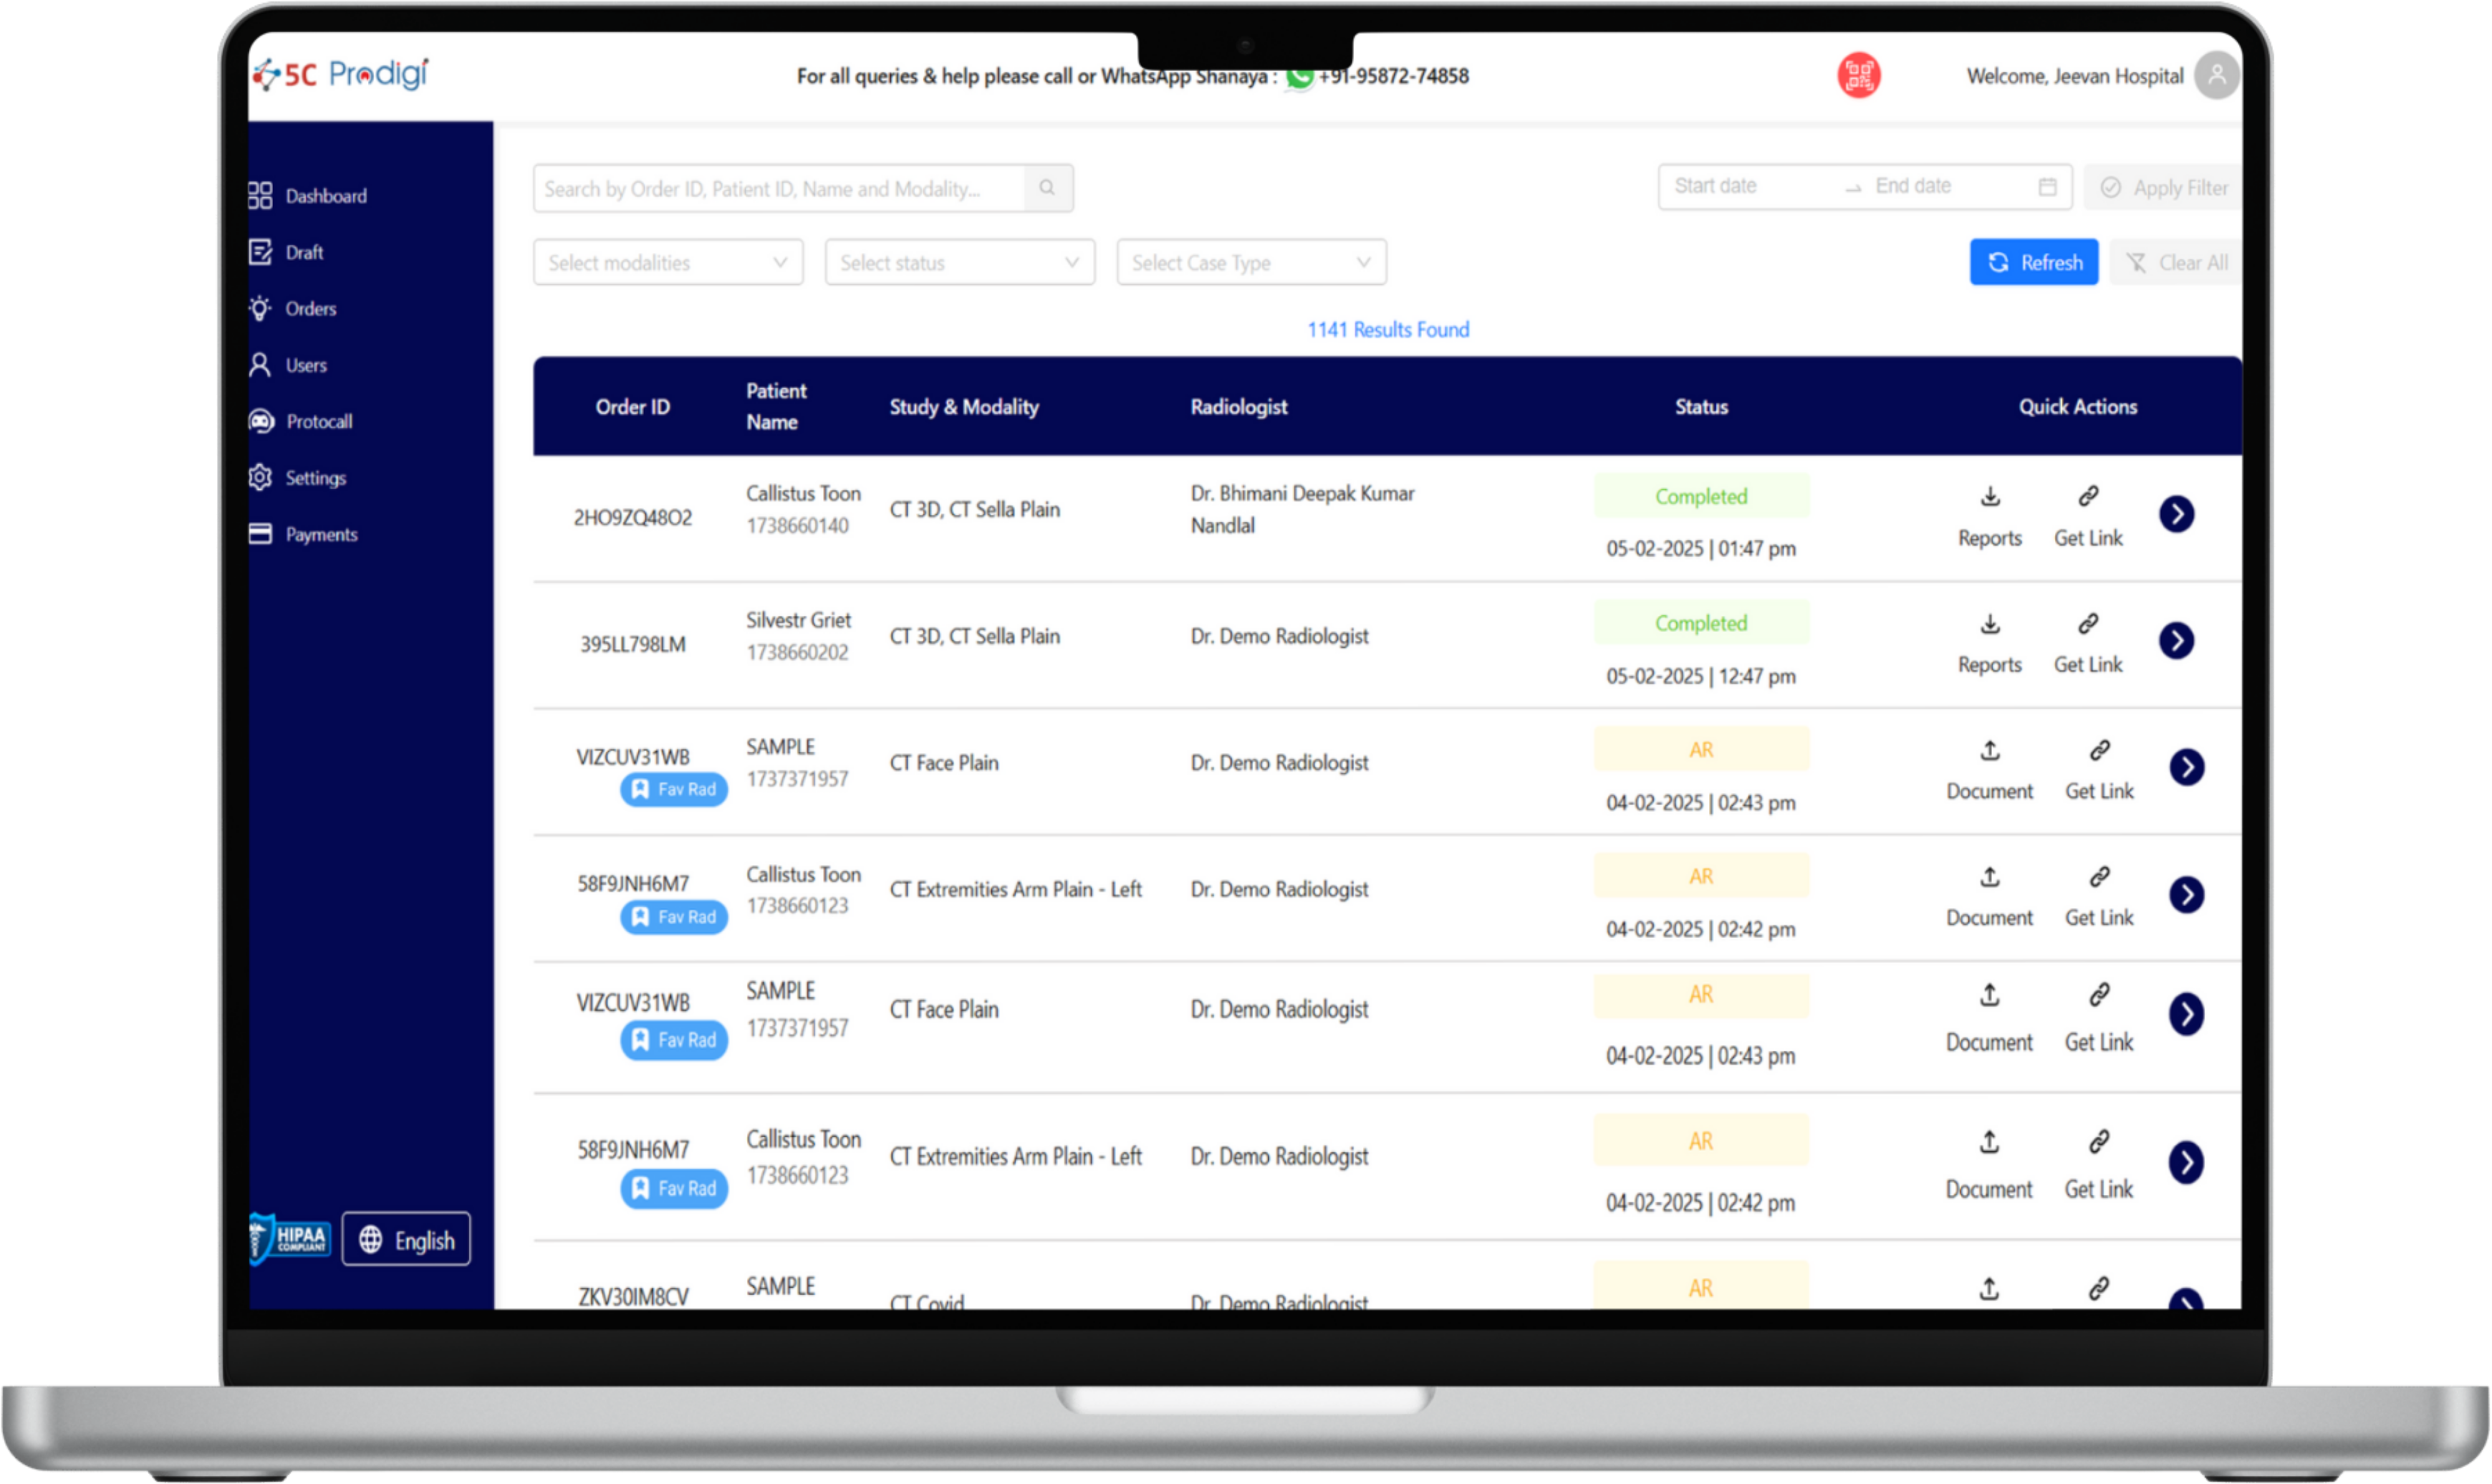 5C Prodigi
For all queries & help please call or WhatsApp Shanaya : +91-95872-74858
Welcome, Jeevan Hospital
Dashboard
Draft
Orders
Users
Protocall
Settings
Payments
HIPAA
COMPLIANT
English
Search by Order ID, Patient ID, Name and Modality...
Start date End date
Apply Filter
Select modalities
Select status
Select Case Type
Refresh
Clear All
1141 Results Found
Order ID
Patient
Name
Study & Modality
Radiologist
Status
Quick Actions
2HO9ZQ48O2
Callistus Toon
1738660140
CT 3D, CT Sella Plain
Dr. Bhimani Deepak Kumar
Nandlal
Completed
05-02-2025 | 01:47 pm
Reports
Get Link
395LL798LM
Silvestr Griet
1738660202
CT 3D, CT Sella Plain
Dr. Demo Radiologist
Completed
05-02-2025 | 12:47 pm
Reports
Get Link
VIZCUV31WB
Fav Rad
SAMPLE
1737371957
CT Face Plain
Dr. Demo Radiologist
AR
04-02-2025 | 02:43 pm
Document
Get Link
58F9JNH6M7
Fav Rad
Callistus Toon
1738660123
CT Extremities Arm Plain - Left
Dr. Demo Radiologist
AR
04-02-2025 | 02:42 pm
Document
Get Link
VIZCUV31WB
Fav Rad
SAMPLE
1737371957
CT Face Plain
Dr. Demo Radiologist
AR
04-02-2025 | 02:43 pm
Document
Get Link
58F9JNH6M7
Fav Rad
Callistus Toon
1738660123
CT Extremities Arm Plain - Left
Dr. Demo Radiologist
AR
04-02-2025 | 02:42 pm
Document
Get Link
ZKV30IM8CV
SAMPLE
CT Covid
Dr. Demo Radiologist
AR